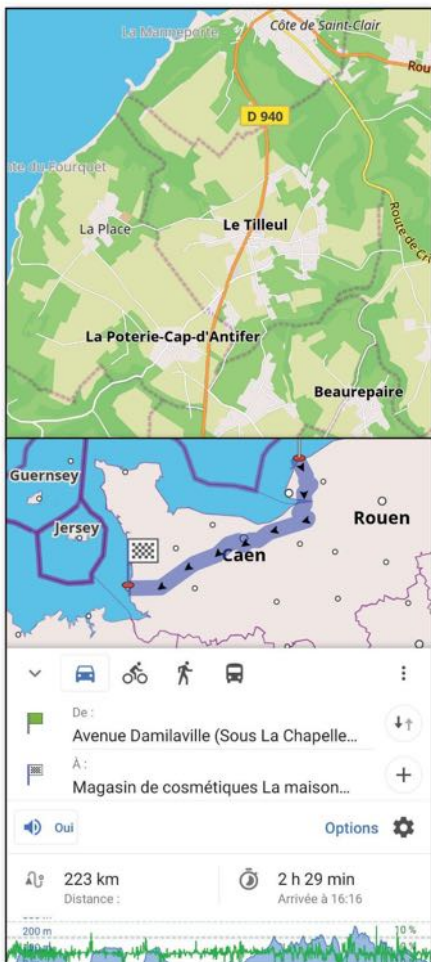 La Manneporte
Côte de Saint-Clair
Rou
D 940
te du Fourquet
La Place
Le Tilleul
Route de Cri
La Poterie-Cap-d'Antifer
Beaurepaire
Guernsey
Jersey
Rouen
Caen
De :
Avenue Damilaville (Sous La Chapelle...
À :
Magasin de cosmétiques La maison...
Oui
Options
223 km
Distance :
2 h 29 min
Arrivée à 16:16
200 m
10 %